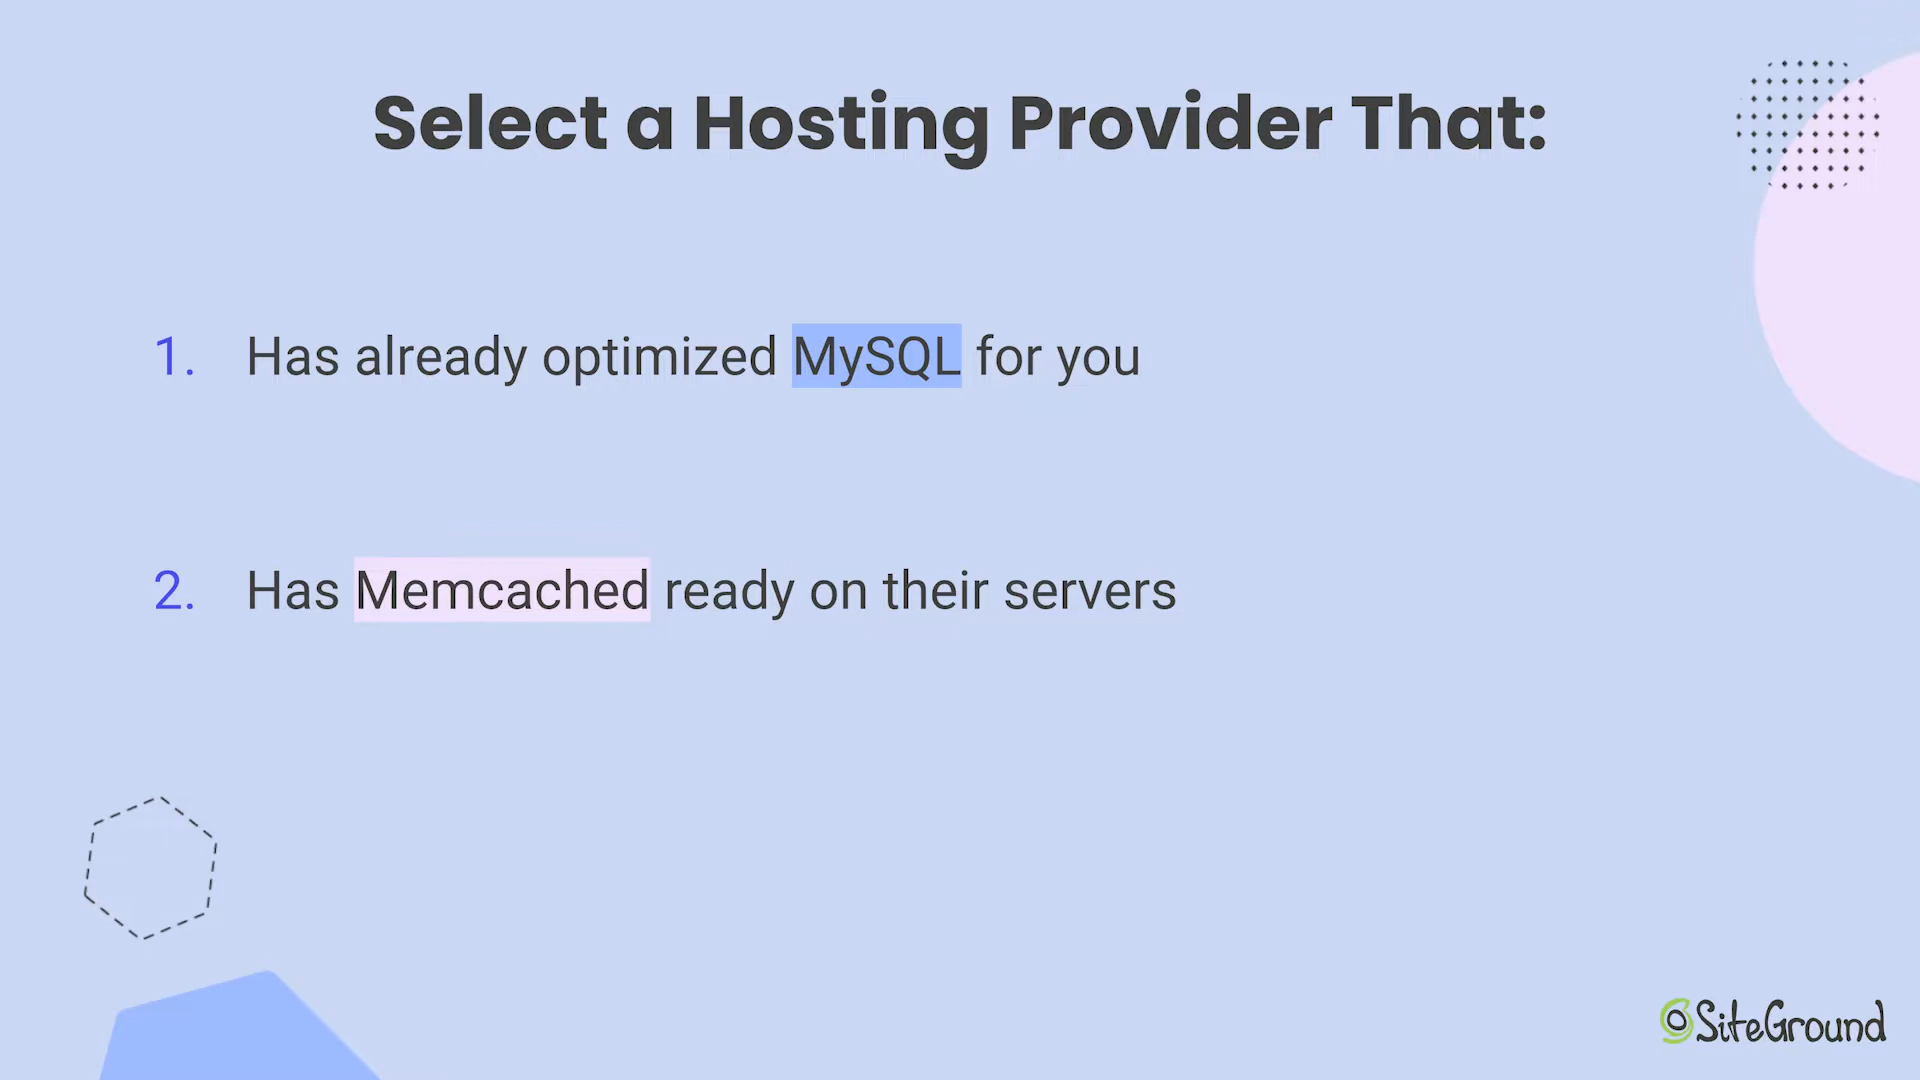 Select a Hosting Provider That:
1. Has already optimized MySQL for you
2. Has Memcached ready on their servers
SiteGround